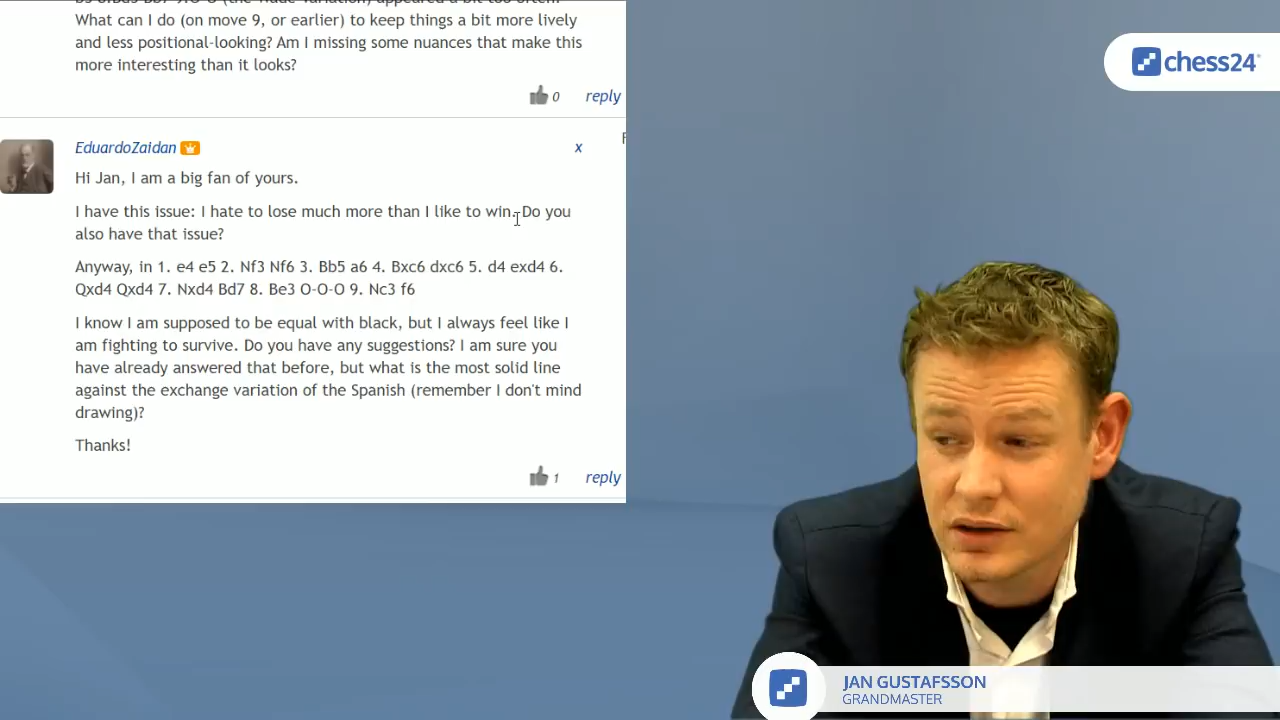 What can I do (on move 9, or earlier) to keep things a bit more lively
and less positional-looking? Am I missing some nuances that make this
more interesting than it looks?
0 reply
EduardoZaidan x
Hi Jan, I am a big fan of yours.
I have this issue: I hate to lose much more than I like to win. Do you
also have that issue?
Anyway, in 1. e4 e5 2. Nf3 Nf6 3. Bb5 a6 4. Bxc6 dxc6 5. d4 exd4 6.
Qxd4 Qxd4 7. Nxd4 Bd7 8. Be3 O-O-O 9. Nc3 f6
I know I am supposed to be equal with black, but I always feel like I
am fighting to survive. Do you have any suggestions? I am sure you
have already answered that before, but what is the most solid line
against the exchange variation of the Spanish (remember I don't mind
drawing)?
Thanks!
1 reply
chess24
JAN GUSTAFSSON
GRANDMASTER